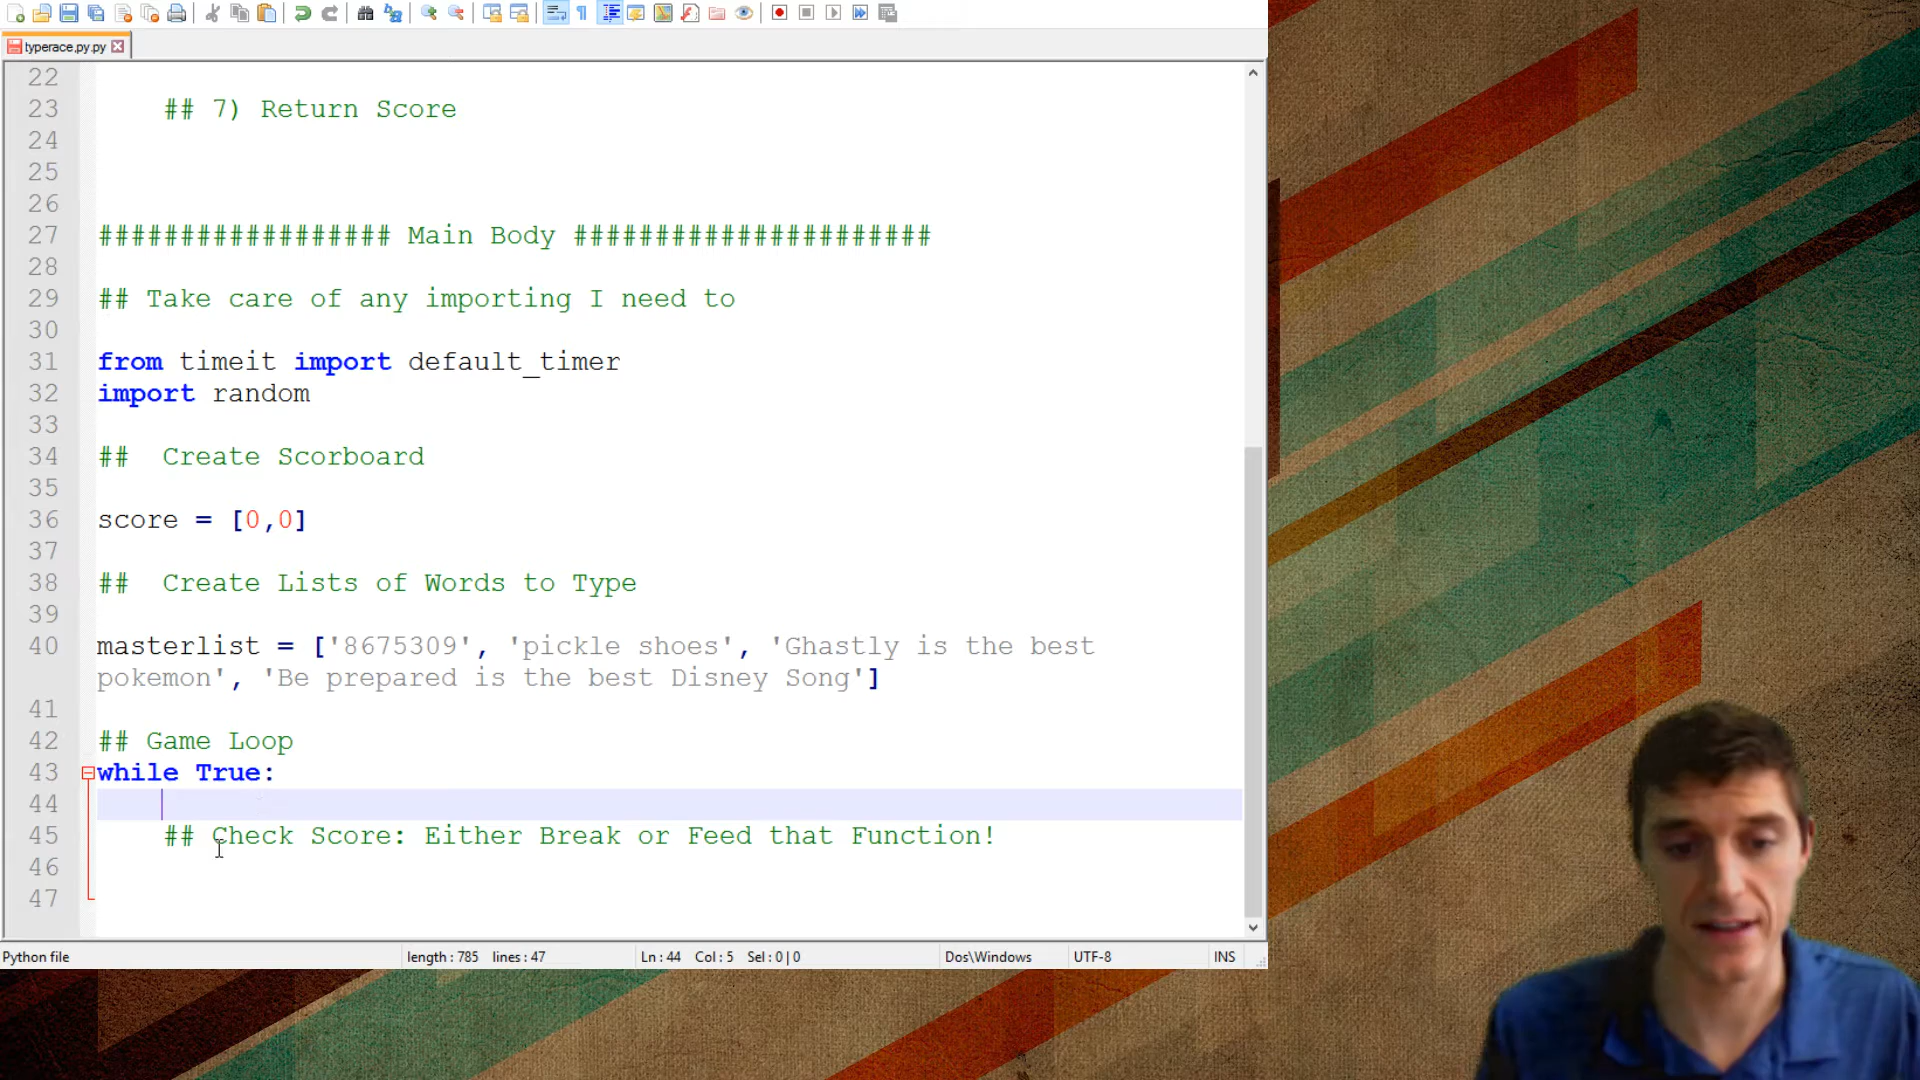 typerace.py.py
22
23 ## 7) Return Score
24
25
26
27 ################## Main Body ######################
28
29 ## Take care of any importing I need to
30
31 from timeit import default_timer
32 import random
33
34 ##  Create Scorboard
35
36 score = [0,0]
37
38 ##  Create Lists of Words to Type
39
40 masterlist = ['8675309', 'pickle shoes', 'Ghastly is the best
pokemon', 'Be prepared is the best Disney Song']
41
42 ## Game Loop
43 while True:
44
45 ## Check Score: Either Break or Feed that Function!
46
47
Python file length : 785 lines : 47 Ln : 44 Col : 5 Sel : 0 | 0 Dos\Windows UTF-8 INS